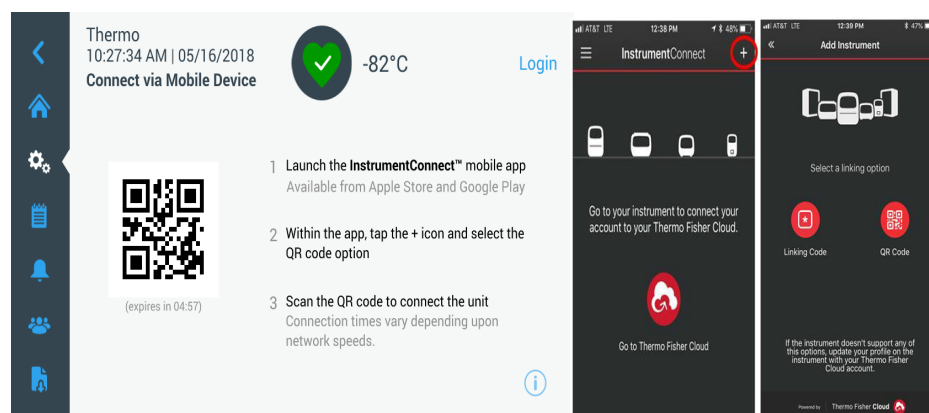 Thermo
10:27:34 AM | 05/16/2018
Connect via Mobile Device
-82°C
Login
(expires in 04:57)
1 Launch the InstrumentConnect™ mobile app
Available from Apple Store and Google Play
2 Within the app, tap the + icon and select the
QR code option
3 Scan the QR code to connect the unit
Connection times vary depending upon
network speeds.
i
AT&T LTE 12:38 PM 48%
InstrumentConnect +
Go to your instrument to connect your
account to your Thermo Fisher Cloud.
Go to Thermo Fisher Cloud
AT&T LTE 12:39 PM 47%
« Add Instrument
Select a linking option
Linking Code
QR Code
If the instrument doesn't support any of
this options, update your profile on the
instrument with your Thermo Fisher
Cloud account.
Powered by Thermo Fisher Cloud